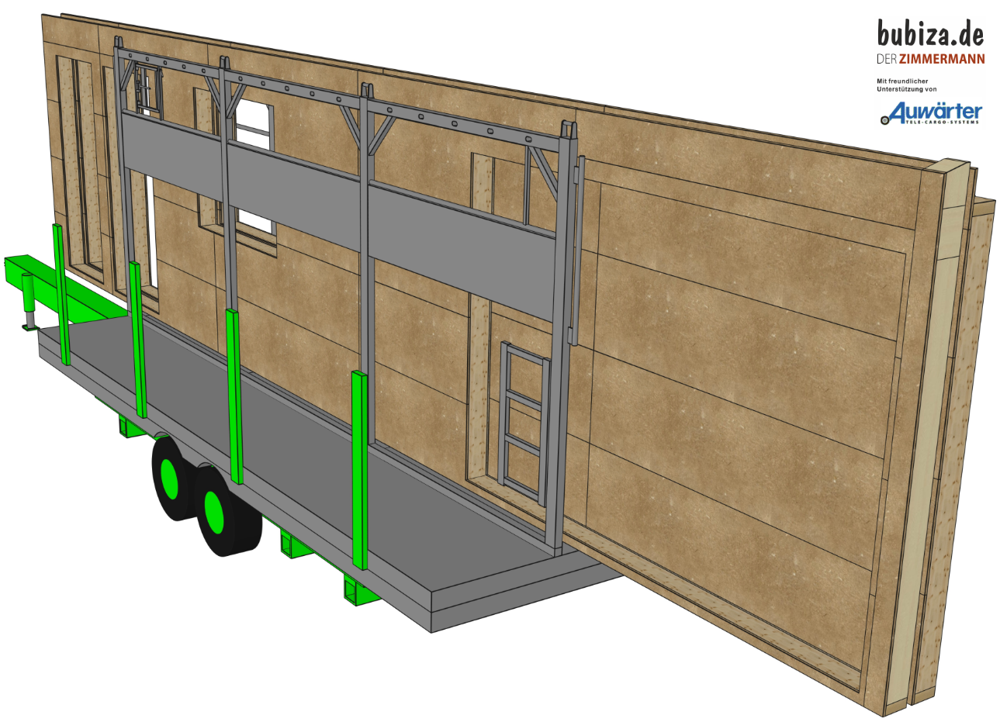 bubiza.de
DER ZIMMERMANN
Mit freundlicher
Unterstützung von
Auwärter
TELE-CARGO-SYSTEMS